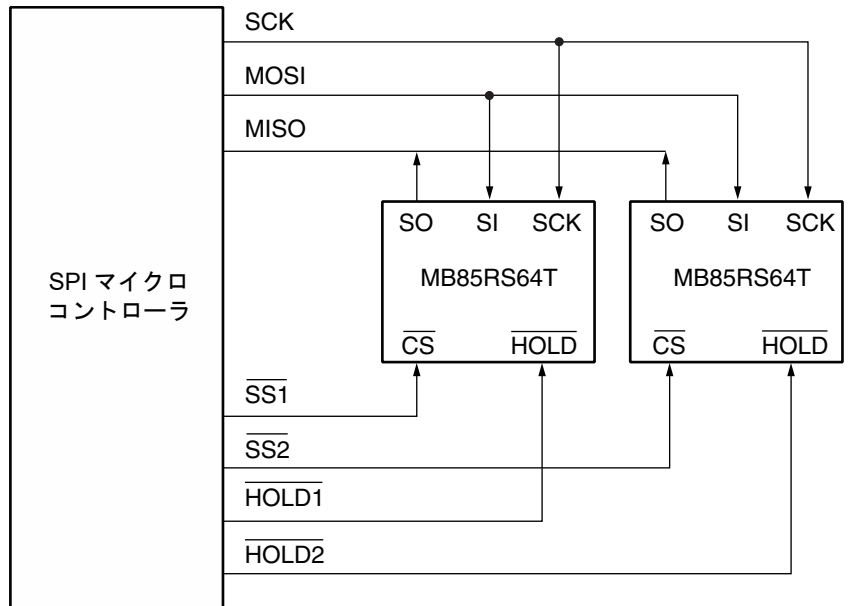 SCK
MOSI
MISO
SO SI SCK
MB85RS64T
CS HOLD
SO SI SCK
MB85RS64T
CS HOLD
SPI マイクロ
コントローラ
SS1
SS2
HOLD1
HOLD2